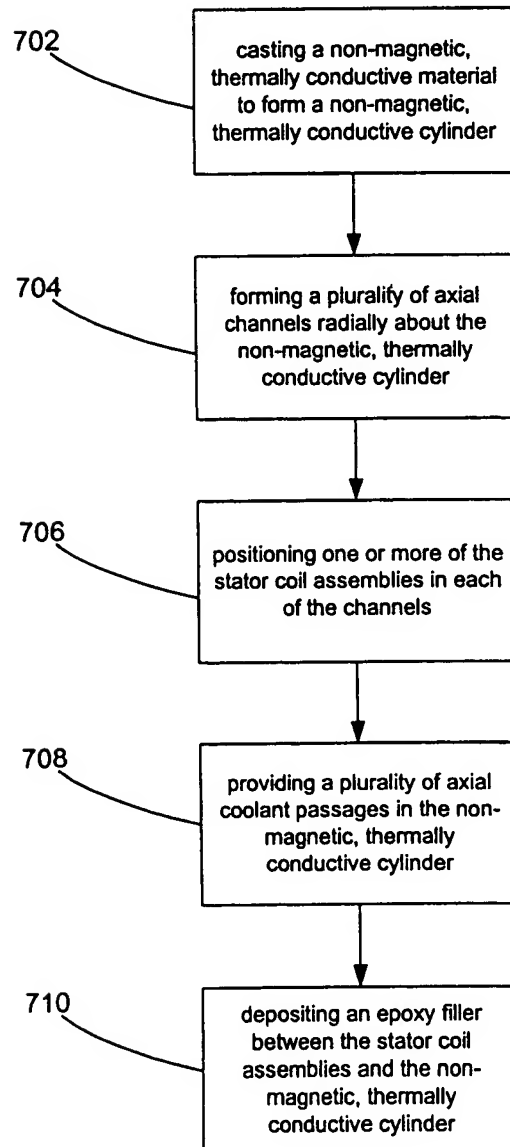 702
casting a non-magnetic,
thermally conductive material
to form a non-magnetic,
thermally conductive cylinder
704
forming a plurality of axial
channels radially about the
non-magnetic, thermally
conductive cylinder
706
positioning one or more of the
stator coil assemblies in each
of the channels
708
providing a plurality of axial
coolant passages in the non-
magnetic, thermally
conductive cylinder
710
depositing an epoxy filler
between the stator coil
assemblies and the non-
magnetic, thermally
conductive cylinder